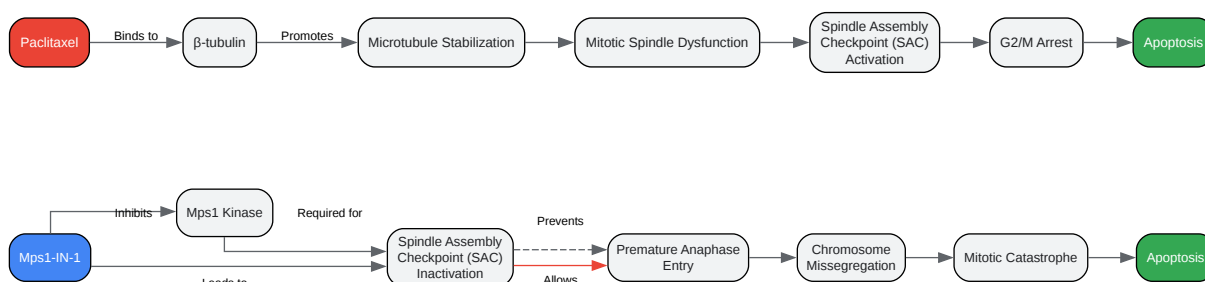 Paclitaxel
Binds to
β-tubulin
Promotes
Microtubule Stabilization
Mitotic Spindle Dysfunction
Spindle Assembly
Checkpoint (SAC)
Activation
G2/M Arrest
Apoptosis
Mps1-IN-1
Inhibits
Mps1 Kinase
Required for
Leads to
Spindle Assembly
Checkpoint (SAC)
Inactivation
Prevents
Allows
Premature Anaphase
Entry
Chromosome
Missegregation
Mitotic Catastrophe
Apoptosis